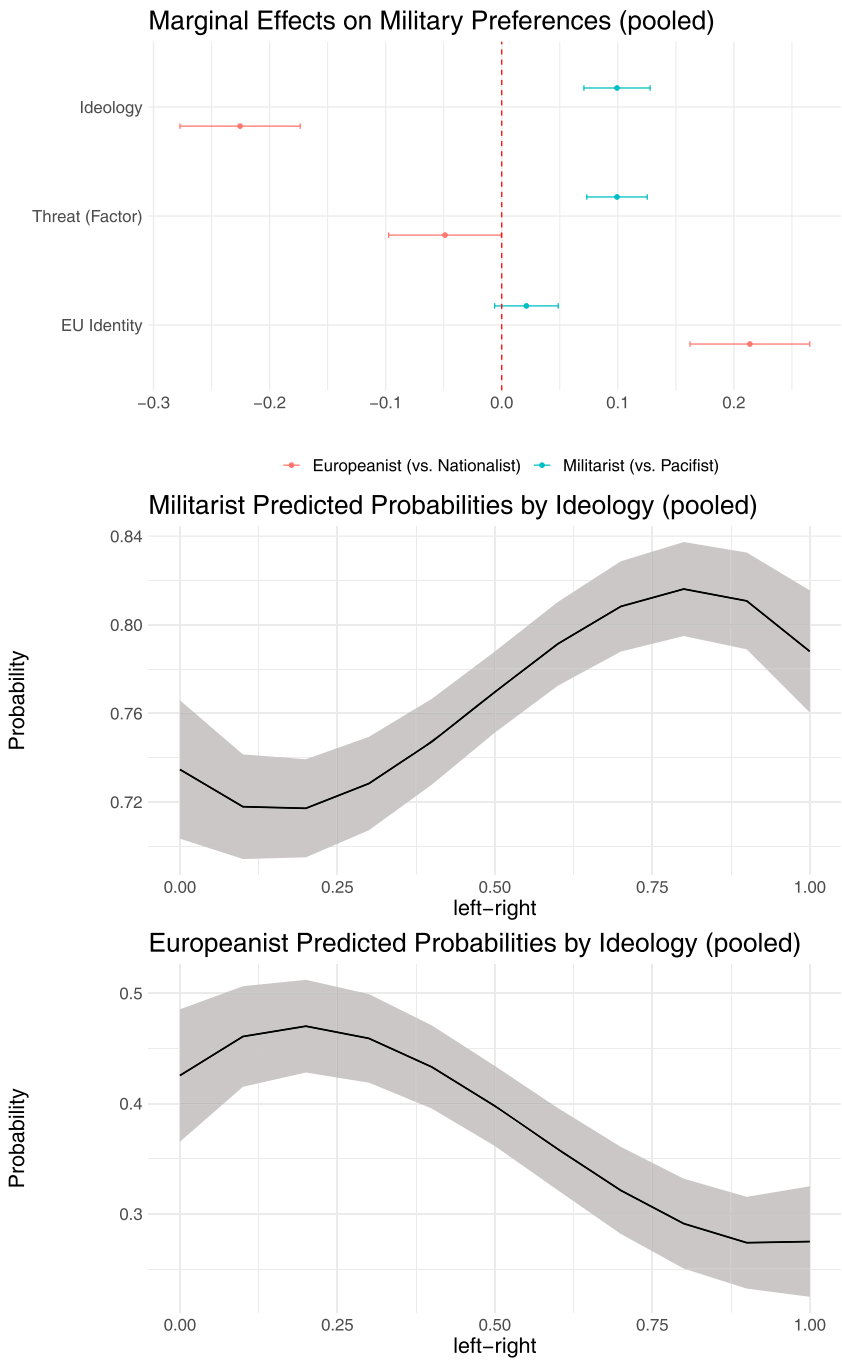 Marginal Effects on Military Preferences (pooled)
Ideology
Threat (Factor)
EU Identity
−0.3 −0.2 −0.1 0.0 0.1 0.2
Europeanist (vs. Nationalist) Militarist (vs. Pacifist)
Militarist Predicted Probabilities by Ideology (pooled)
Probability
0.84
0.80
0.76
0.72
0.00 0.25 0.50 0.75 1.00
left−right
Europeanist Predicted Probabilities by Ideology (pooled)
Probability
0.5
0.4
0.3
0.00 0.25 0.50 0.75 1.00
left−right